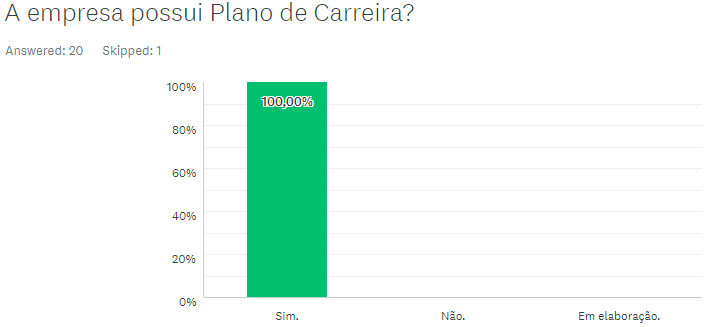 A empresa possui Plano de Carreira?
Answered: 20 Skipped: 1
100%
100,00%
80%
60%
40%
20%
0%
Sim. Não. Em elaboração.